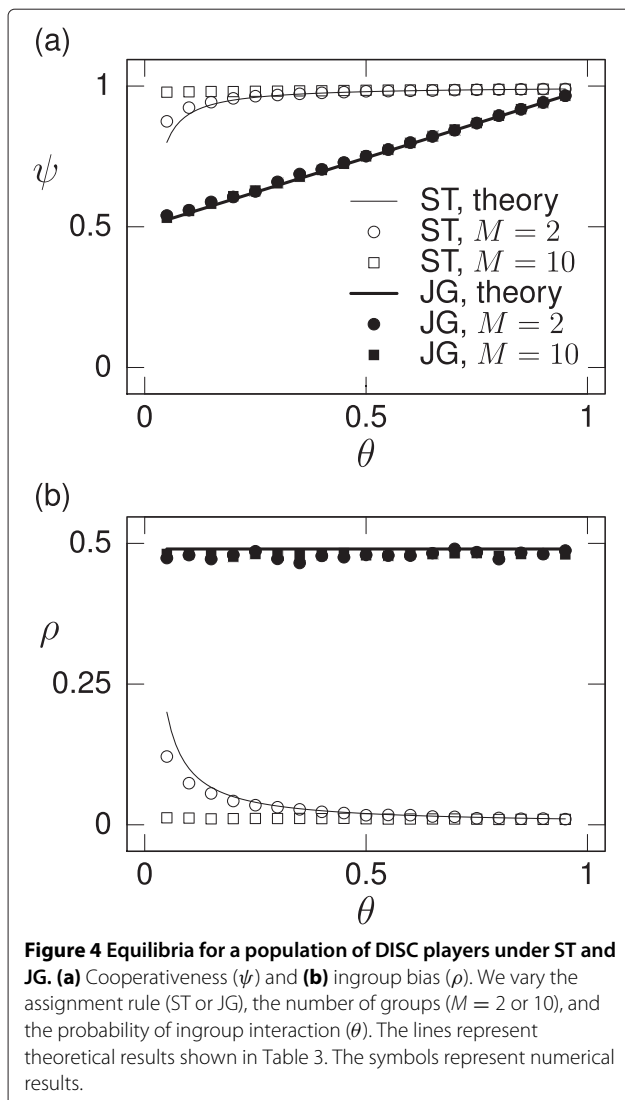 (a)
1
ψ
0.5
0
ST, theory
ST, M = 2
ST, M = 10
JG, theory
JG, M = 2
JG, M = 10
0 0.5 1
θ
(b)
0.5
ρ
0.25
0
0 0.5 1
θ
Figure 4 Equilibria for a population of DISC players under ST and
JG. (a) Cooperativeness (ψ) and (b) ingroup bias (ρ). We vary the
assignment rule (ST or JG), the number of groups (M = 2 or 10), and
the probability of ingroup interaction (θ). The lines represent
theoretical results shown in Table 3. The symbols represent numerical
results.